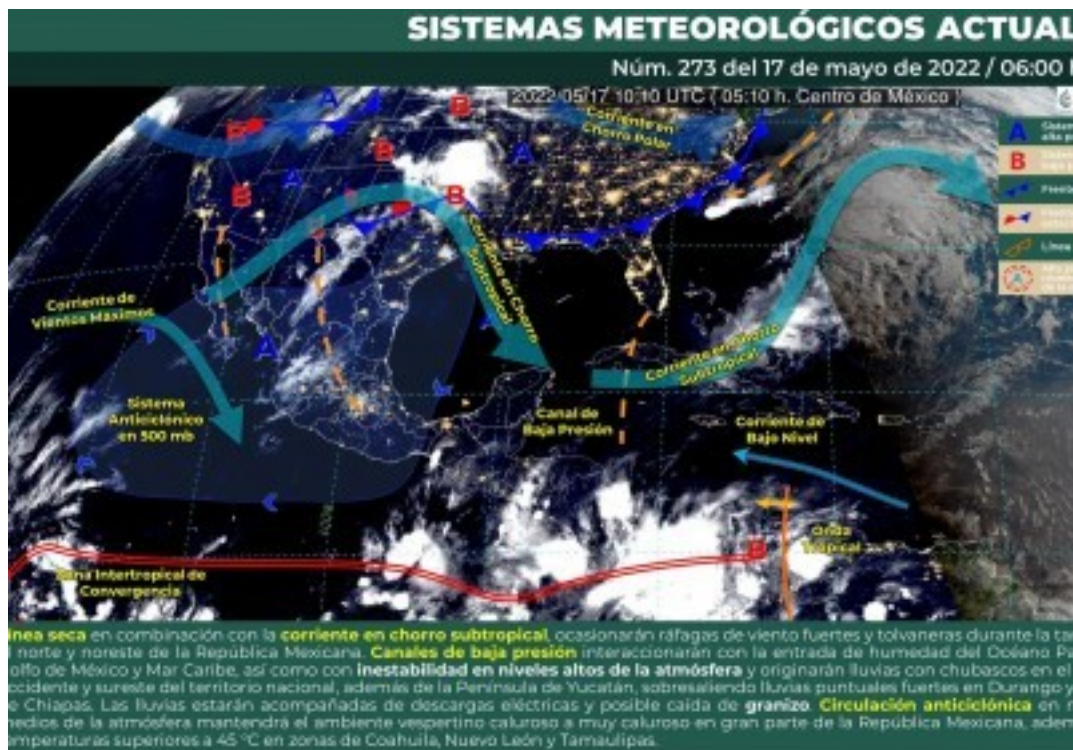 SISTEMAS METEOROLÓGICOS ACTUAL
Núm. 273 del 17 de mayo de 2022 / 06:00
2022/05/17 10:10 UTC ( 05:10 h. Centro de México )
Corriente en
Chorro Polar
A
B
Corriente en Chorro
Subtropical
Corriente de
Vientos Máximos
Sistema
Anticiclónico
en 500 mb
Canal de
Baja Presión
Corriente en Chorro
Subtropical
Corriente de
Bajo Nivel
Onda
Tropical
Zona Intertropical de
Convergencia
línea seca en combinación con la corriente en chorro subtropical, ocasionarán ráfagas de viento fuertes y tolvaneras durante la
norte y noreste de la República Mexicana. Canales de baja presión interaccionarán con la entrada de humedad del Océano
olfo de México y Mar Caribe, así como con inestabilidad en niveles altos de la atmósfera y originarán lluvias con chubascos en el
ccidente y sureste del territorio nacional, además de la Península de Yucatán, sobresaliendo lluvias puntuales fuertes en Durango y
e Chiapas. Las lluvias estarán acompañadas de descargas eléctricas y posible caída de granizo. Circulación anticiclónica en
medios de la atmósfera mantendrá el ambiente vespertino caluroso a muy caluroso en gran parte de la República Mexicana,
emperaturas superiores a 45 °C en zonas de Coahuila, Nuevo León y Tamaulipas.